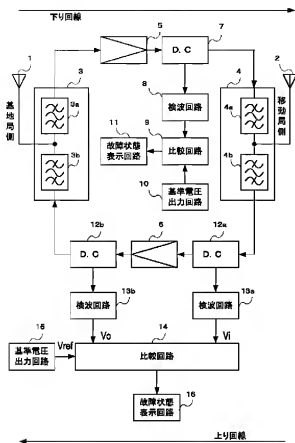 下り回線
5
7
D. C
1
3
3a
3b
基地局側
8
検波回路
4
4a
4b
2
移動局側
11
故障状態
表示回路
9
比較回路
10
基準電圧
出力回路
12b
D. C
6
12a
D. C
13b
検波回路
13a
検波回路
15
基準電圧
出力回路
Vref
Vo
Vi
14
比較回路
16
故障状態
表示回路
上り回線